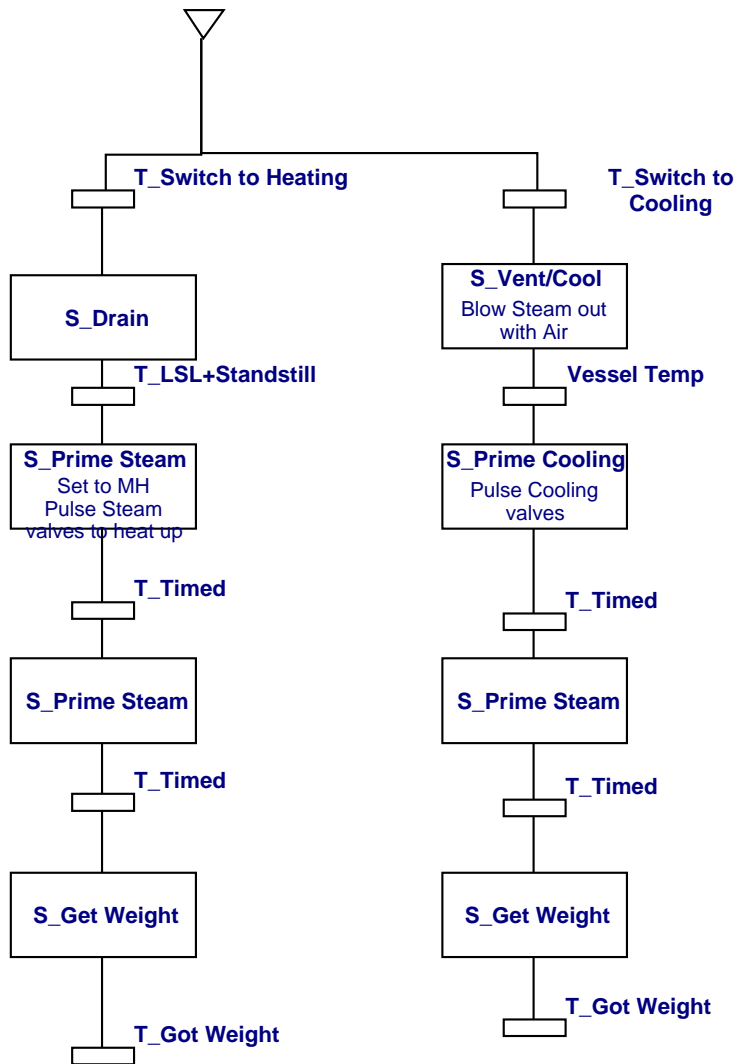 T_Switch to Heating
T_Switch to
Cooling
S_Drain
S_Vent/Cool
Blow Steam out
with Air
T_LSL+Standstill
Vessel Temp
S_Prime Steam
Set to MH
Pulse Steam
valves to heat up
S_Prime Cooling
Pulse Cooling
valves
T_Timed
T_Timed
S_Prime Steam
S_Prime Steam
T_Timed
T_Timed
S_Get Weight
S_Get Weight
T_Got Weight
T_Got Weight